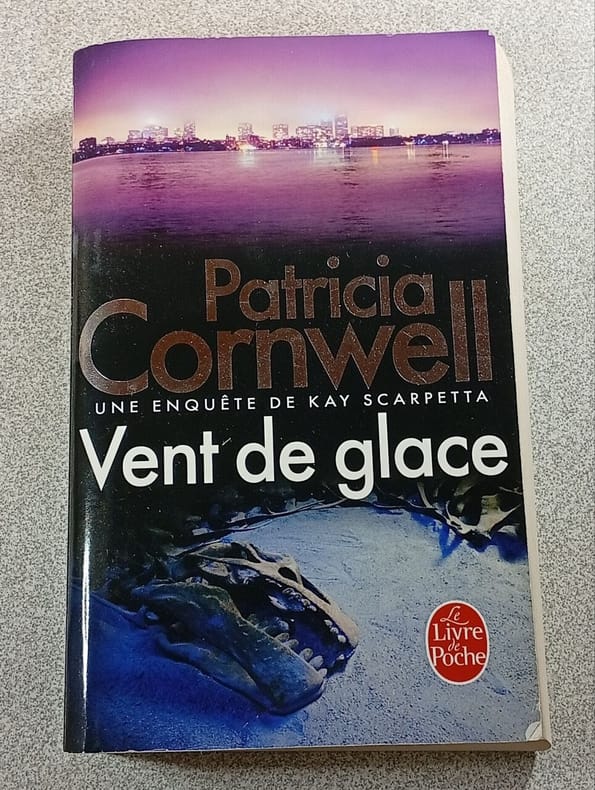 Patricia
Cornwell
UNE ENQUÊTE DE KAY SCARPETTA
Vent de glace
Le
Livre
de
Poche